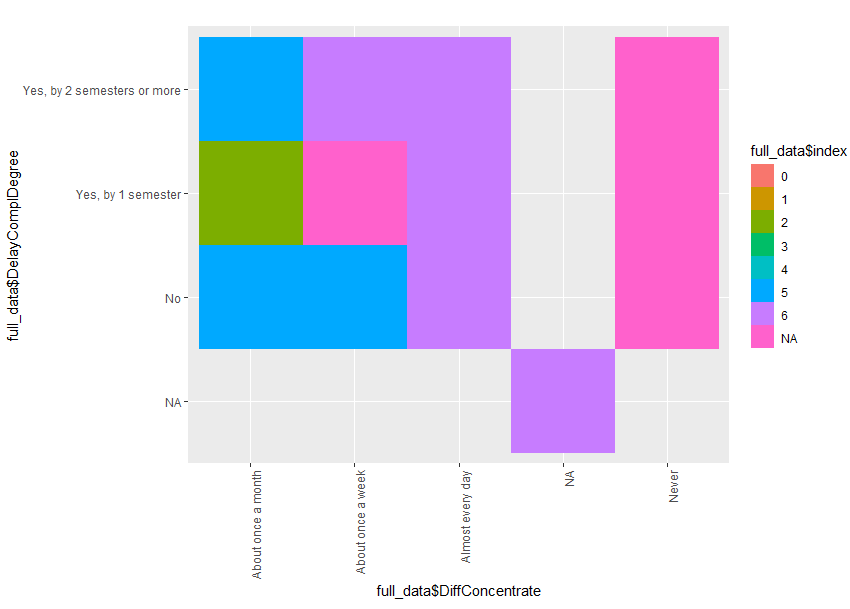 full_data$DelayComplDegree
Yes, by 2 semesters or more
Yes, by 1 semester
No
NA
About once a month
About once a week
Almost every day
NA
Never
full_data$DiffConcentrate
full_data$index
0
1
2
3
4
5
6
NA